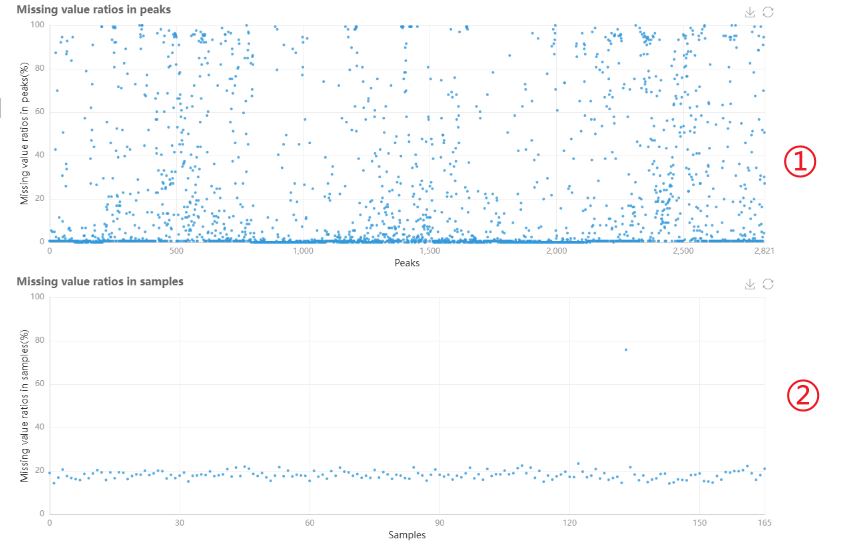 Missing value ratios in peaks
Missing value ratios in peaks(%)
100
80
60
40
20
0
0 500 1,000 1,500 2,000 2,500 2,821
Peaks
①
Missing value ratios in samples
Missing value ratios in samples(%)
100
80
60
40
20
0
0 30 60 90 120 150 165
Samples
②